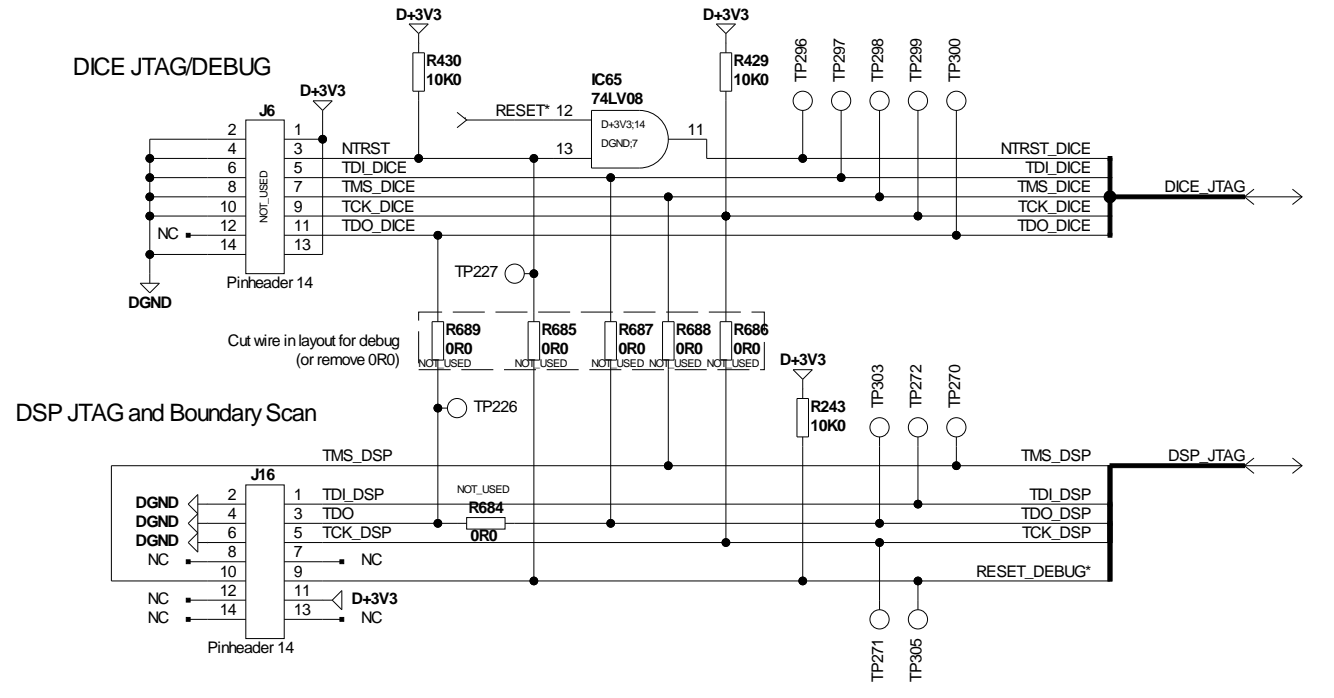 D+3V3
D+3V3
R430
10K0
R429
10K0
TP296
TP297
TP298
TP299
TP300
DICE JTAG/DEBUG
IC65
74LV08
D+3V3
J6
RESET* 12
D+3V3;14
DGND;7
11
13
2 1
4 3 NTRST NTRST_DICE
6 5 TDI_DICE TDI_DICE
8 7 TMS_DICE TMS_DICE DICE_JTAG
10 9 TCK_DICE TCK_DICE
NC 12 11 TDO_DICE TDO_DICE
14 13
NOT_USED
Pinheader 14
DGND
TP227
Cut wire in layout for debug
(or remove 0R0)
R689
0R0
NOT_USED
R685
0R0
NOT_USED
R687
0R0
NOT_USED
R688
0R0
NOT_USED
R686
0R0
NOT_USED
D+3V3
R243
10K0
TP303
TP272
TP270
TP226
DSP JTAG and Boundary Scan
TMS_DSP TMS_DSP DSP_JTAG
J16
NOT_USED
R684
0R0
DGND 2 1 TDI_DSP TDI_DSP
DGND 4 3 TDO TDO_DSP
DGND 6 5 TCK_DSP TCK_DSP
NC 8 7 NC
10 9 RESET_DEBUG*
NC 12 11 D+3V3
NC 14 13 NC
Pinheader 14
TP271
TP305